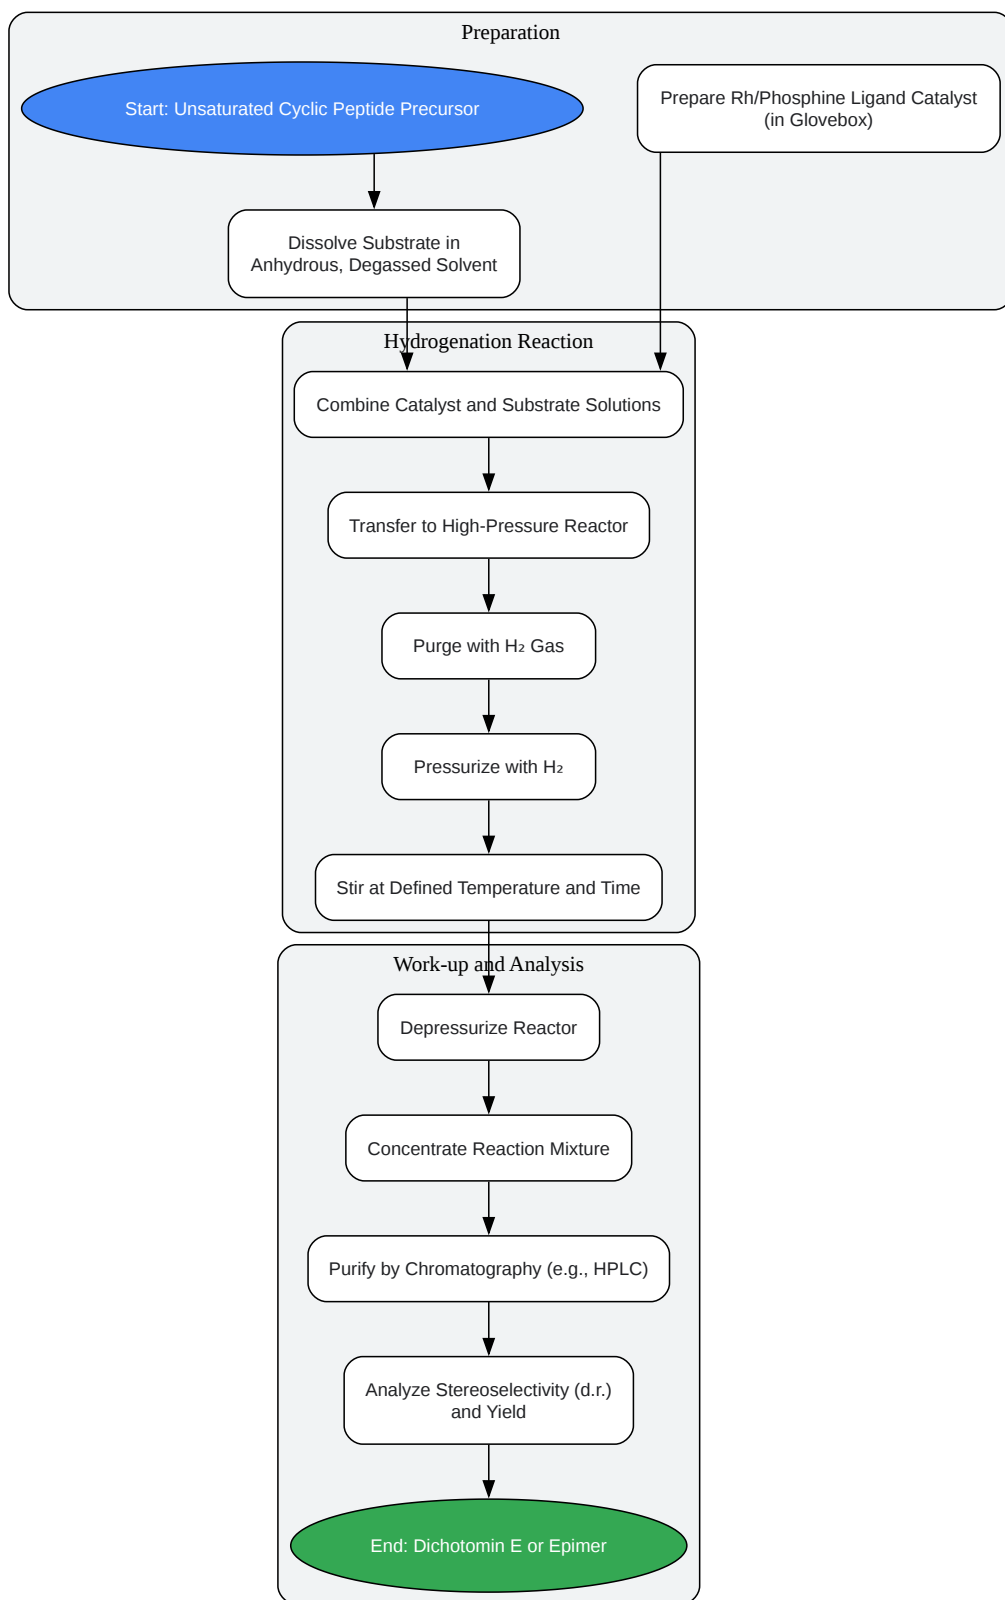 Preparation
Start: Unsaturated Cyclic Peptide Precursor
Prepare Rh/Phosphine Ligand Catalyst
(in Glovebox)
Dissolve Substrate in
Anhydrous, Degassed Solvent
Hydrogenation Reaction
Combine Catalyst and Substrate Solutions
Transfer to High-Pressure Reactor
Purge with H₂ Gas
Pressurize with H₂
Stir at Defined Temperature and Time
Work-up and Analysis
Depressurize Reactor
Concentrate Reaction Mixture
Purify by Chromatography (e.g., HPLC)
Analyze Stereoselectivity (d.r.)
and Yield
End: Dichotomin E or Epimer